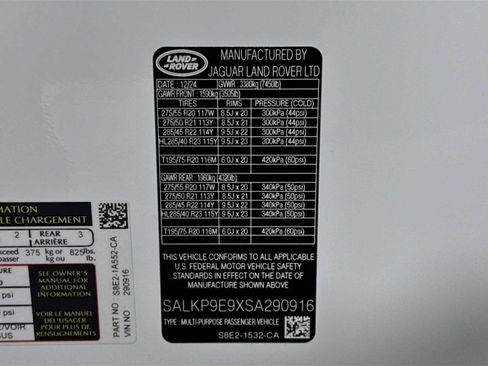 LAND
ROVER
MANUFACTURED BY
JAGUAR LAND ROVER LTD
DATE : 12/24 GVWR 3380kg (7450lb)
GAWR FRONT : 1590kg (3505lb)
TIRES RIMS PRESSURE (COLD)
275/55 R20 117W 8.5J x 20 300kPa (44psi)
275/50 R21 113Y 8.5J x 21 300kPa (44psi)
285/45 R22 114Y 9.5J x 22 300kPa (44psi)
HL285/40 R23 115Y 9.5J x 23 300kPa (44psi)
T195/75 R20 116M 6.0J x 20 420kPa (60psi)
GAWR REAR : 1960kg (4320lb)
275/55 R20 117W 8.5J x 20 340kPa (50psi)
275/50 R21 113Y 8.5J x 21 340kPa (50psi)
285/45 R22 114Y 9.5J x 22 340kPa (50psi)
HL285/40 R23 115Y 9.5J x 23 340kPa (50psi)
T195/75 R20 116M 6.0J x 20 420kPa (60psi)
THIS VEHICLE CONFORMS TO ALL APPLICABLE
U.S. FEDERAL MOTOR VEHICLE SAFETY
STANDARDS IN EFFECT ON THE DATE OF
MANUFACTURE SHOWN ABOVE.
SALKP9E9XSA290916
TYPE : MULTI-PURPOSE PASSENGER VEHICLE
S8E2-1532-CA
CHARGEMENT
2 REAR 3
ARRIÈRE
375 kg or 825 lbs.
kg ou lb.
SEE OWNER'S
MANUAL FOR
ADDITIONAL
INFORMATION
psi
psi
VOIR LE MANUEL
DE L'USAGER
POUR PLUS DE
RENSEIGNEMENTS
PART NO S8E2-1A552-CA
VIN 290916